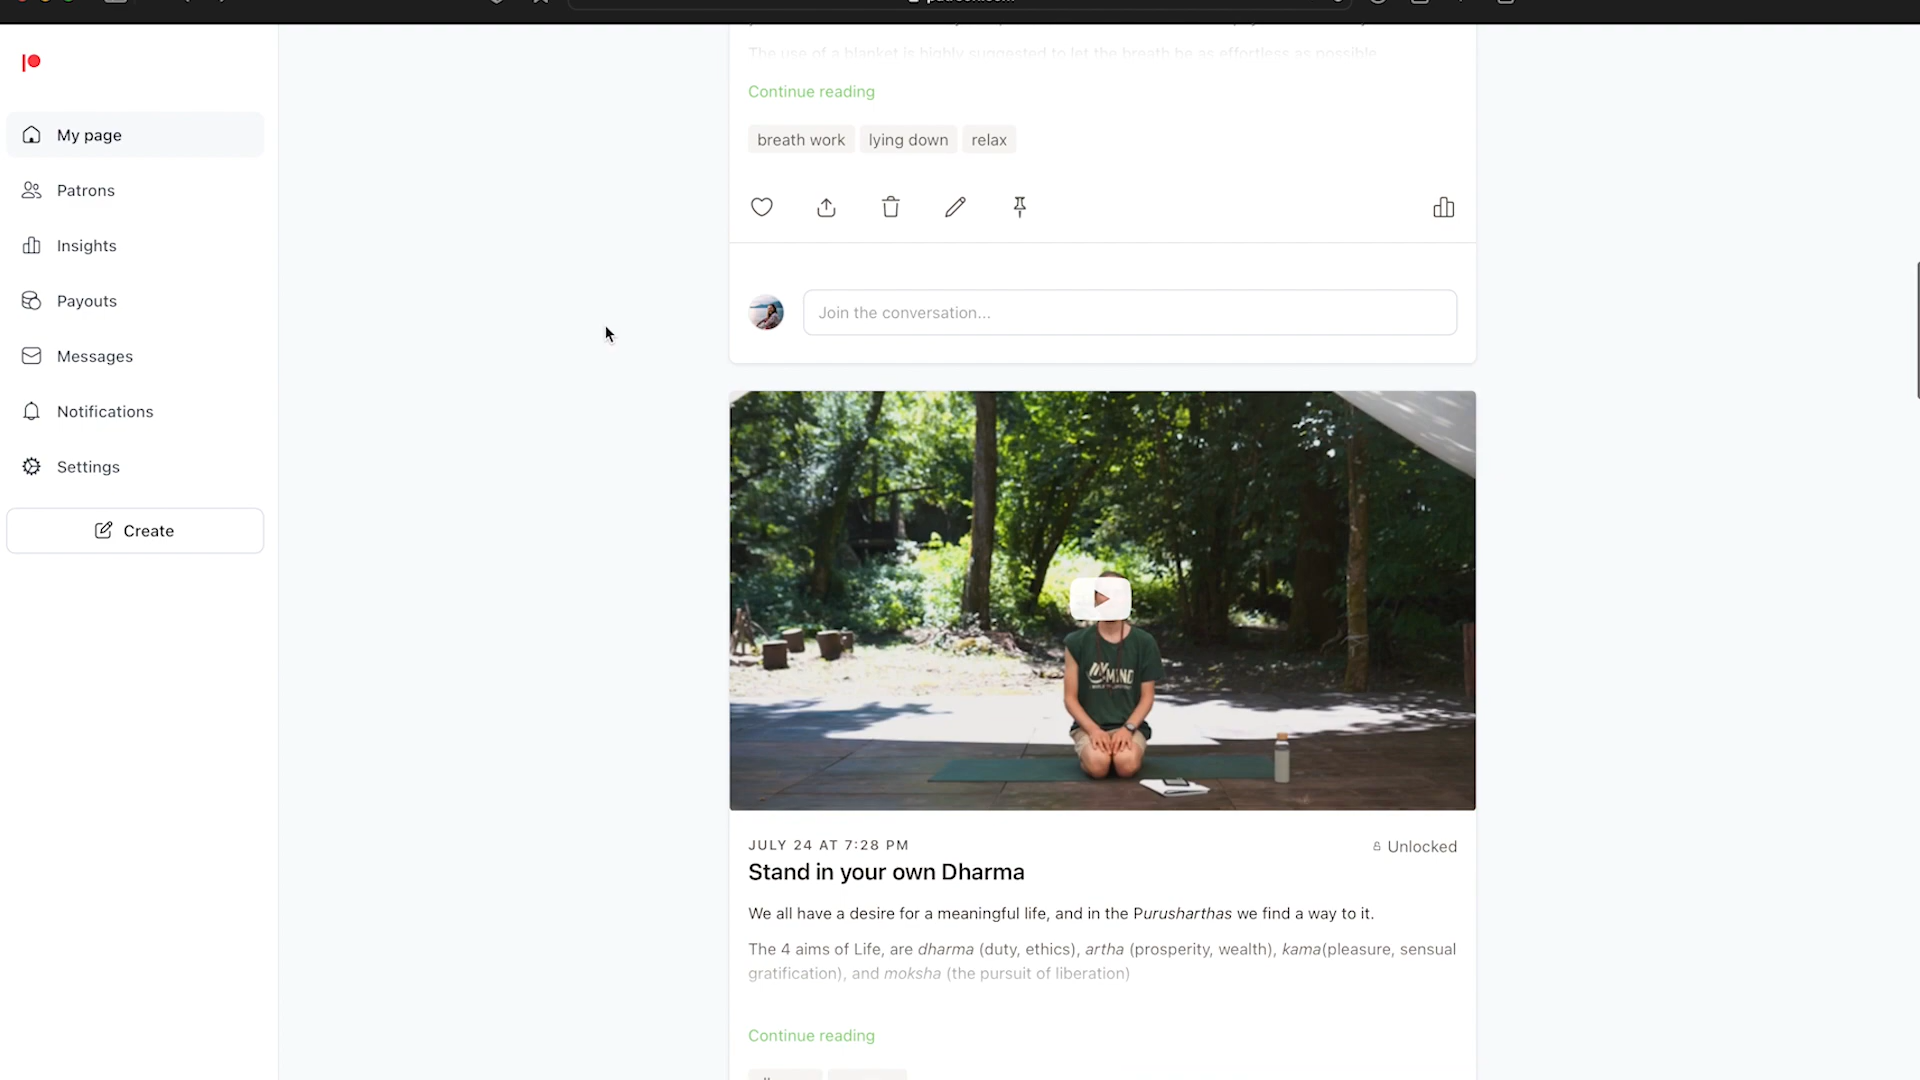 The use of a blanket is highly suggested to let the breath be as effortless as possible
Continue reading
breath work
lying down
relax
Join the conversation...
My page
Patrons
Insights
Payouts
Messages
Notifications
Settings
Create
MIND
JULY 24 AT 7:28 PM
Unlocked
Stand in your own Dharma
We all have a desire for a meaningful life, and in the Purusharthas we find a way to it.
The 4 aims of Life, are dharma (duty, ethics), artha (prosperity, wealth), kama(pleasure, sensual
gratification), and moksha (the pursuit of liberation)
Continue reading